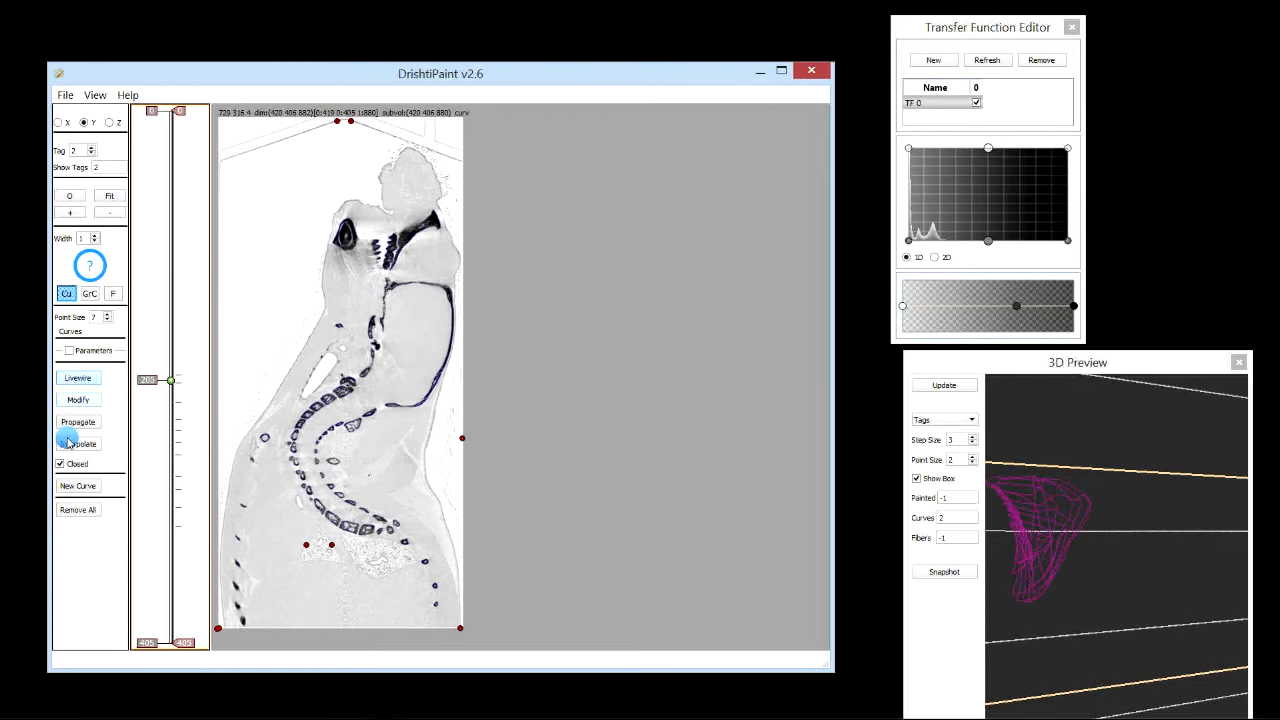 DrishtiPaint v2.6
File View Help
X Y Z
Tag 2
Show Tags 2
O Fit
+ -
Width 1
?
Cu GrC F
Point Size 7
Curves
Parameters
Livewire
Modify
Propagate
Closed
New Curve
Remove All
0 0
205
405 405
Transfer Function Editor
New Refresh Remove
Name 0
TF 0
1D 2D
3D Preview
Update
Tags
Step Size 3
Point Size 2
Show Box
Painted -1
Curves 2
Fibers -1
Snapshot